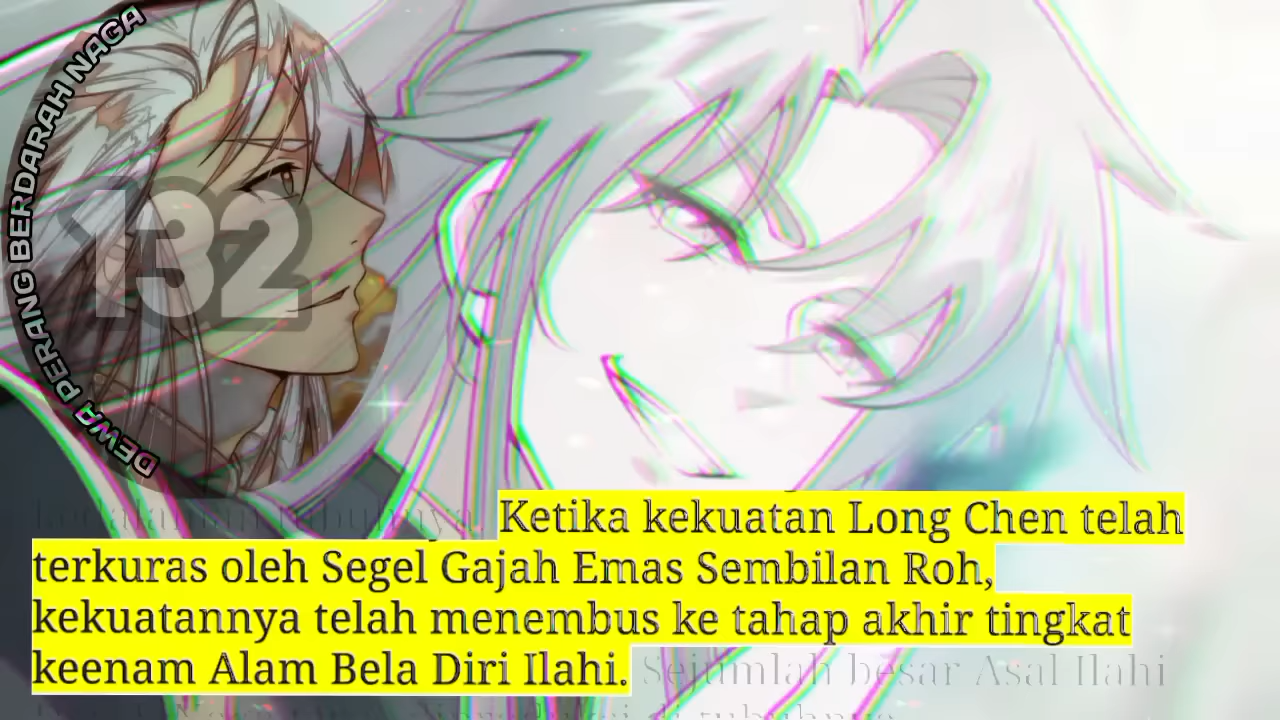 DEWA PERANG BERDARAH NAGA
132
Ketika kekuatan Long Chen telah
terkuras oleh Segel Gajah Emas Sembilan Roh,
kekuatannya telah menembus ke tahap akhir tingkat
keenam Alam Bela Diri Ilahi. Sejumlah besar Asal Ilahi